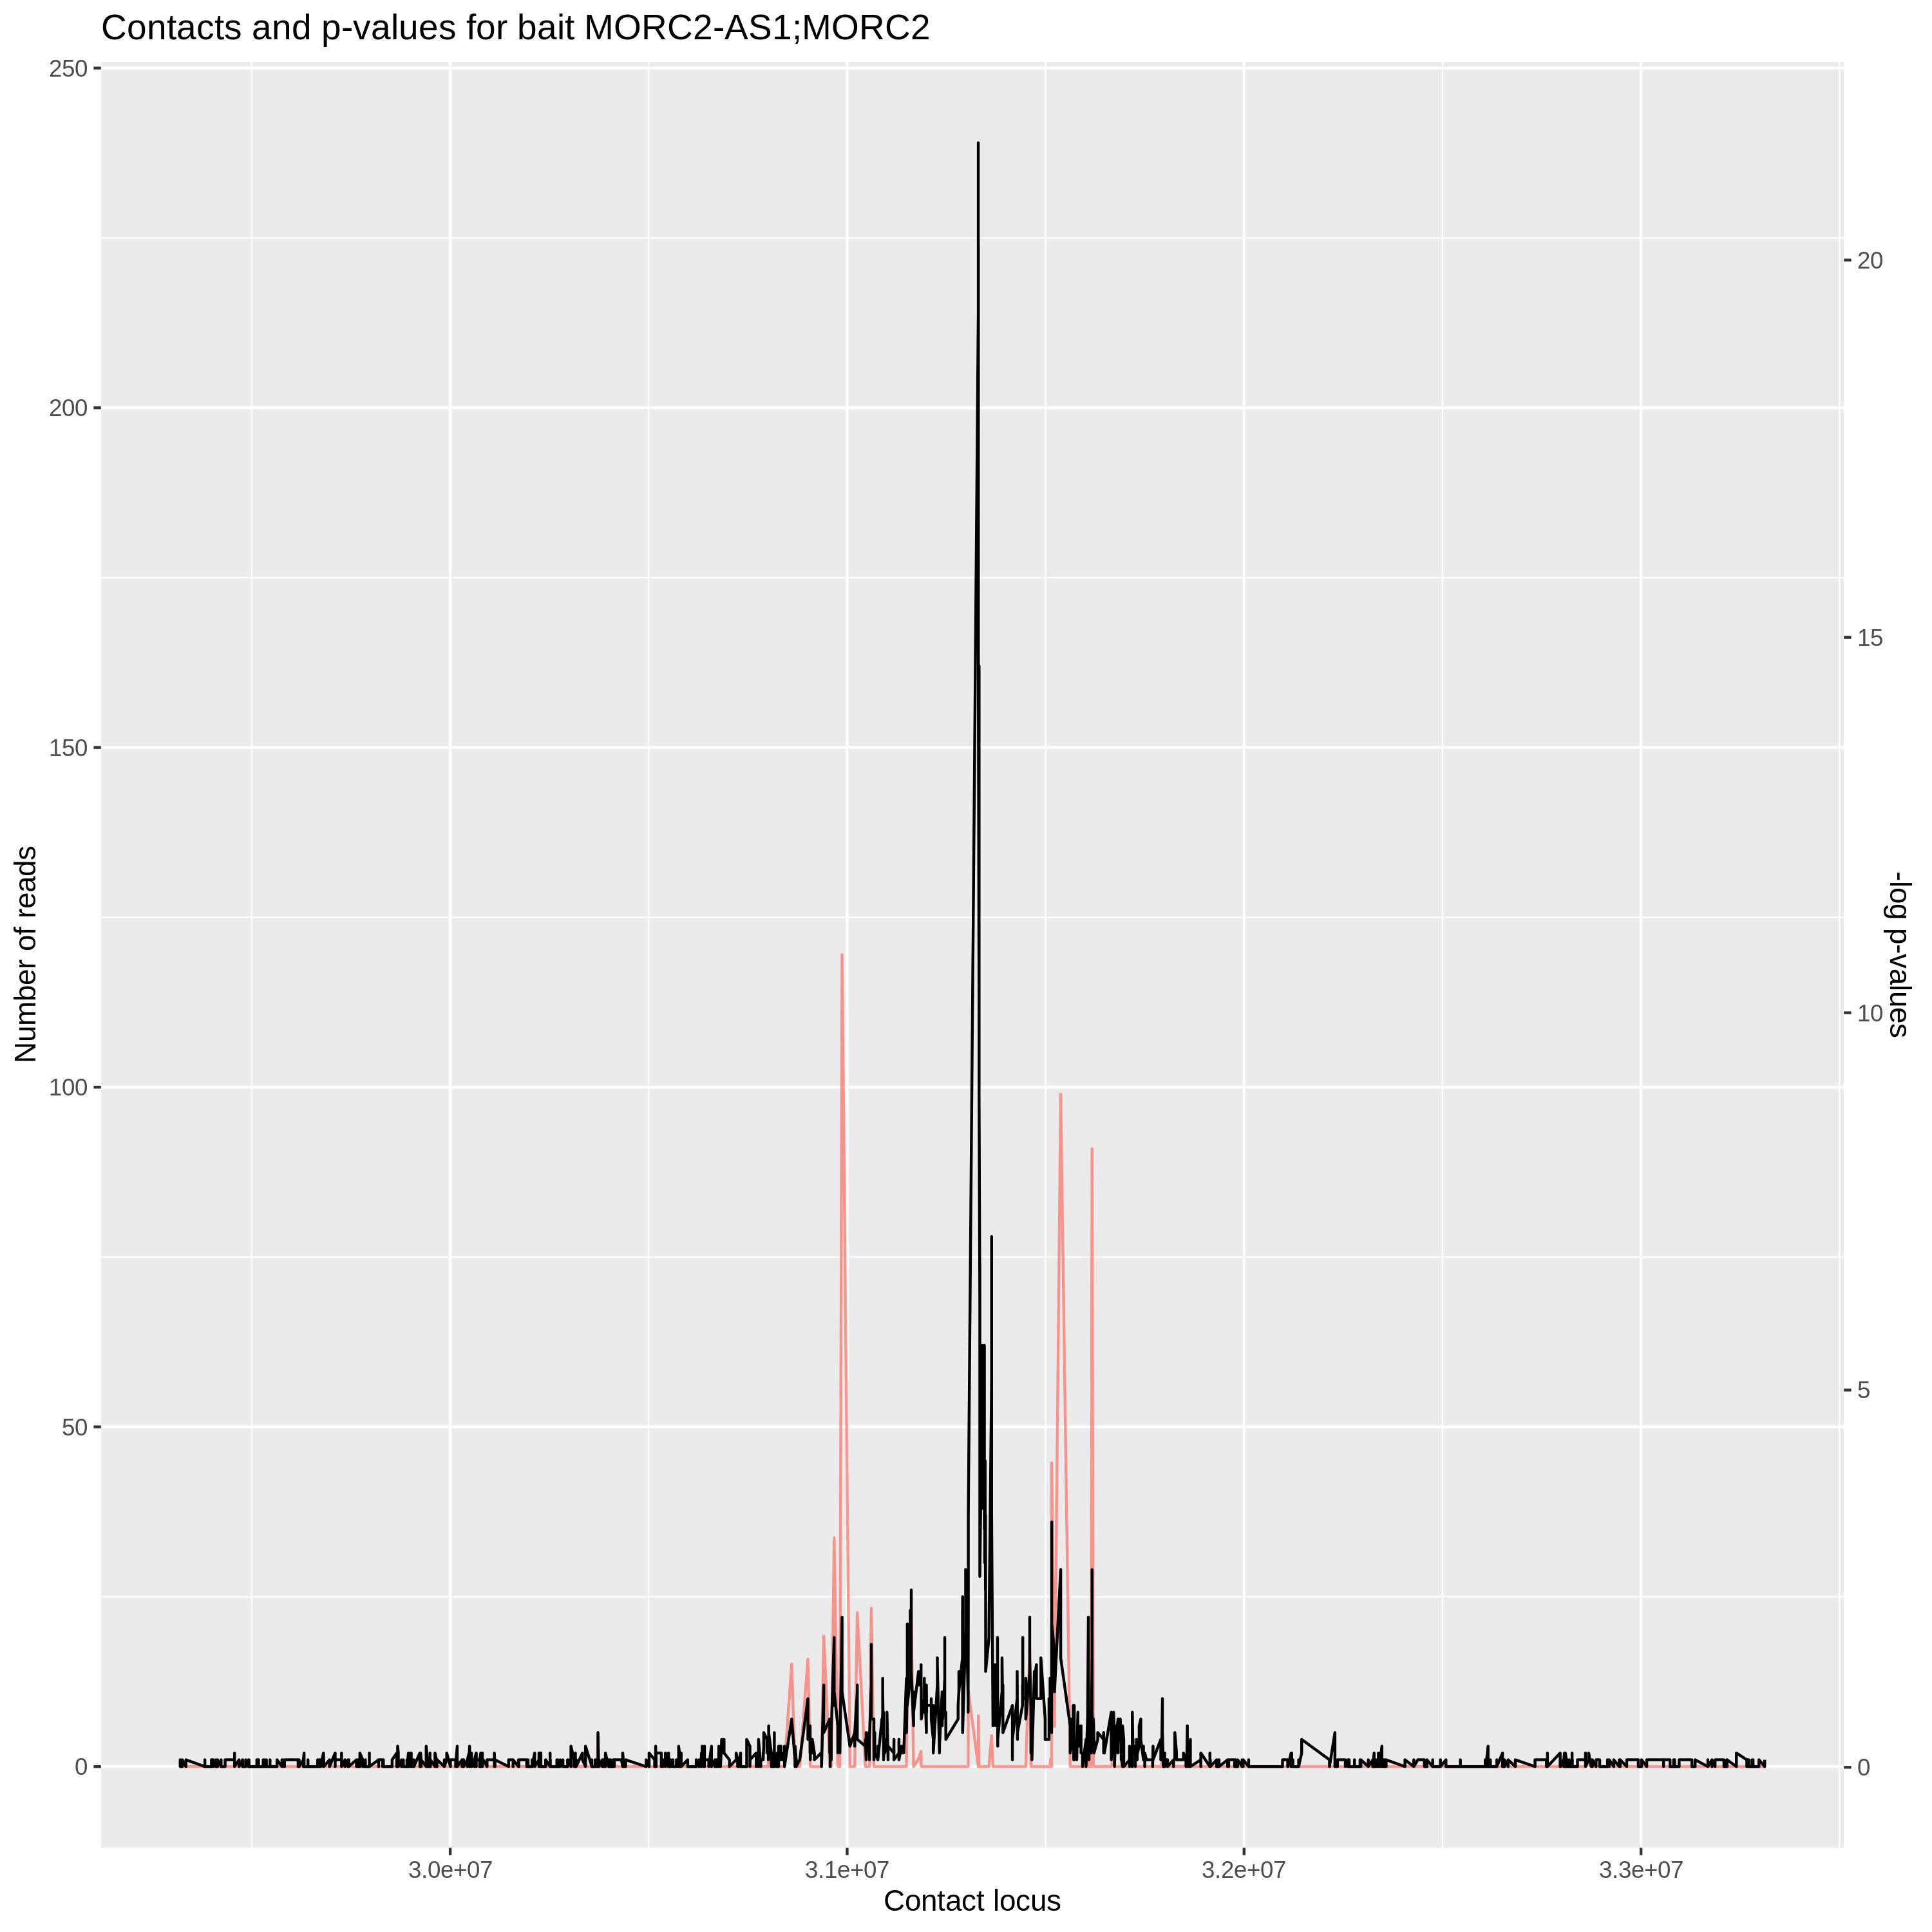 Contacts and p-values for bait MORC2-AS1;MORC2
250
200
150
100
50
0
Number of reads
20
15
10
5
0
-log p-values
3.0e+07
3.1e+07
3.2e+07
3.3e+07
Contact locus